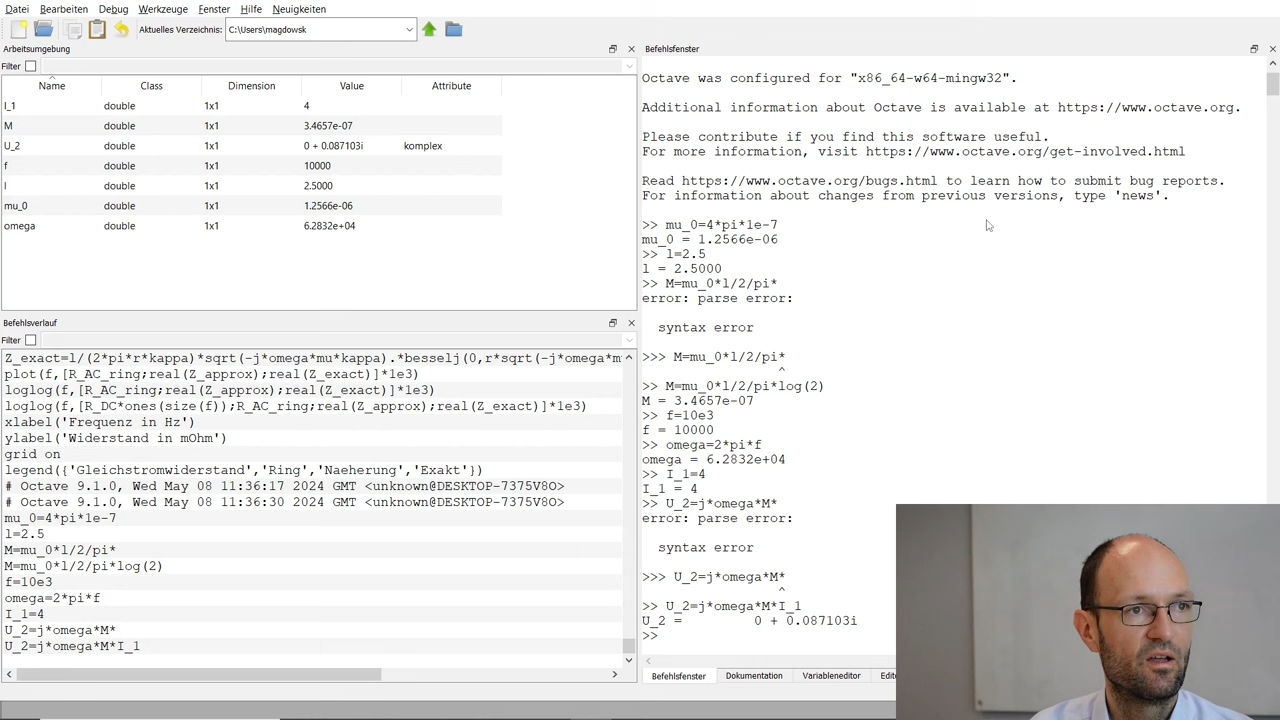 Datei Bearbeiten Debug Umgebung Fenster Hilfe Neuigkeiten
Aktuelles Verzeichnis: C:\Users\magdowsk
Arbeitsumgebung
Filter
Name Class Dimension Value Attribute
I_1 double 1x1 4
M double 1x1 3.4657e-07
U_2 double 1x1 0 + 0.087103i komplex
f double 1x1 10000
l double 1x1 2.5000
mu_0 double 1x1 1.2566e-06
omega double 1x1 6.2832e+04
Befehlsverlauf
Filter
Z_exact=l/(2*pi*r*kappa)*sqrt(-j*omega*mu*kappa).*besselj(0,r*sqrt(-j*omega*m
plot(f,[R_AC_ring;real(Z_approx);real(Z_exact)]*1e3)
loglog(f,[R_AC_ring;real(Z_approx);real(Z_exact)]*1e3)
loglog(f,[R_DC*ones(size(f));R_AC_ring;real(Z_approx);real(Z_exact)]*1e3)
xlabel('Frequenz in Hz')
ylabel('Widerstand in mOhm')
grid on
legend({'Gleichstromwiderstand','Ring','Naeherung','Exakt'})
# Octave 9.1.0, Wed May 08 11:36:17 2024 GMT <unknown@DESKTOP-7375V8O>
# Octave 9.1.0, Wed May 08 11:36:30 2024 GMT <unknown@DESKTOP-7375V8O>
mu_0=4*pi*1e-7
l=2.5
M=mu_0*l/2/pi*
M=mu_0*l/2/pi*log(2)
f=10e3
omega=2*pi*f
I_1=4
U_2=j*omega*M*
U_2=j*omega*M*I_1
Befehlsfenster
Octave was configured for "x86_64-w64-mingw32".
Additional information about Octave is available at https://www.octave.org.
Please contribute if you find this software useful.
For more information, visit https://www.octave.org/get-involved.html
Read https://www.octave.org/bugs.html to learn how to submit bug reports.
For information about changes from previous versions, type 'news'.
>> mu_0=4*pi*1e-7
mu_0 = 1.2566e-06
>> l=2.5
l = 2.5000
>> M=mu_0*l/2/pi*
error: parse error:
syntax error
>>> M=mu_0*l/2/pi*
^
>> M=mu_0*l/2/pi*log(2)
M = 3.4657e-07
>> f=10e3
f = 10000
>> omega=2*pi*f
omega = 6.2832e+04
>> I_1=4
I_1 = 4
>> U_2=j*omega*M*
error: parse error:
syntax error
>>> U_2=j*omega*M*
^
>> U_2=j*omega*M*I_1
U_2 = 0 + 0.087103i
>>
Befehlsfenster Dokumentation Variableneditor Edit